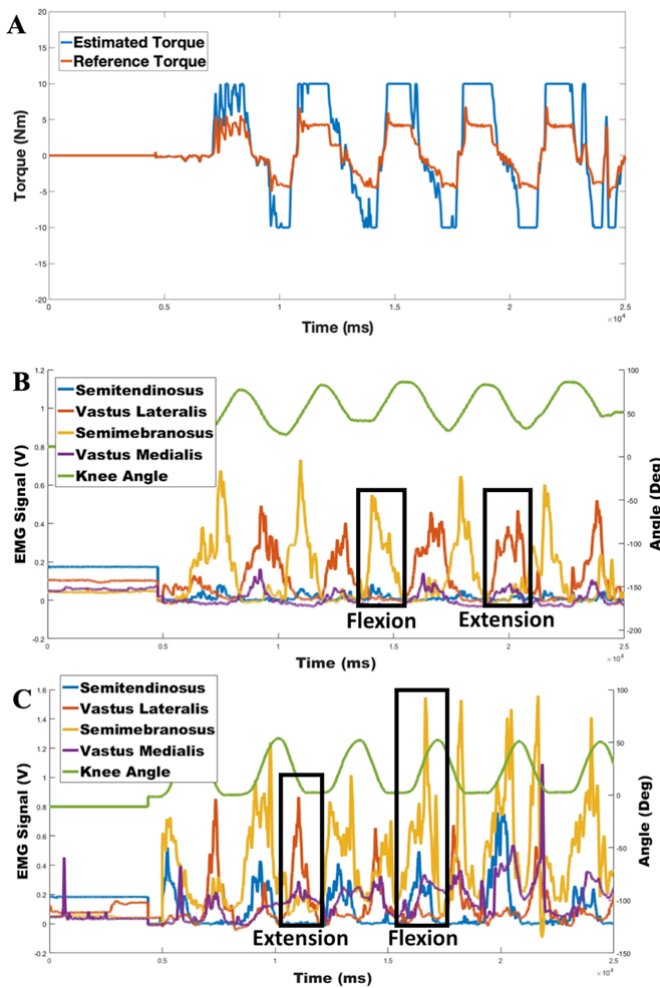 A
20
15
10
5
0
-5
-10
-15
-20
Torque (Nm)
Estimated Torque
Reference Torque
0 0.5 1 1.5 2 2.5
×10⁴
Time (ms)
B
1.2
1
0.8
0.6
0.4
0.2
0
-0.2
EMG Signal (V)
Semitendinosus
Vastus Lateralis
Semimebranosus
Vastus Medialis
Knee Angle
100
50
0
-50
-100
-150
-200
Angle (Deg)
Flexion
Extension
0 0.5 1 1.5 2 2.5
×10⁴
Time (ms)
C
1.6
1.4
1.2
1
0.8
0.6
0.4
0.2
0
-0.2
EMG Signal (V)
Semitendinosus
Vastus Lateralis
Semimebranosus
Vastus Medialis
Knee Angle
100
50
0
-50
-100
-150
Angle (Deg)
Extension
Flexion
0 0.5 1 1.5 2 2.5
×10⁴
Time (ms)